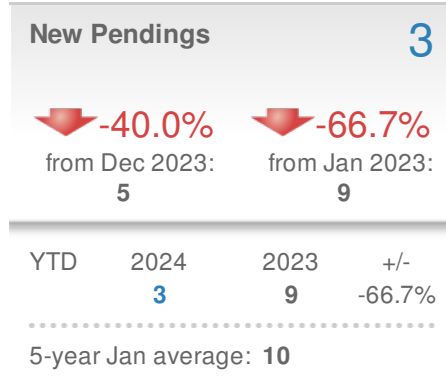 New Pendings 3
-40.0% -66.7%
from Dec 2023: from Jan 2023:
5 9
YTD 2024 2023 +/-
3 9 -66.7%
5-year Jan average: 10